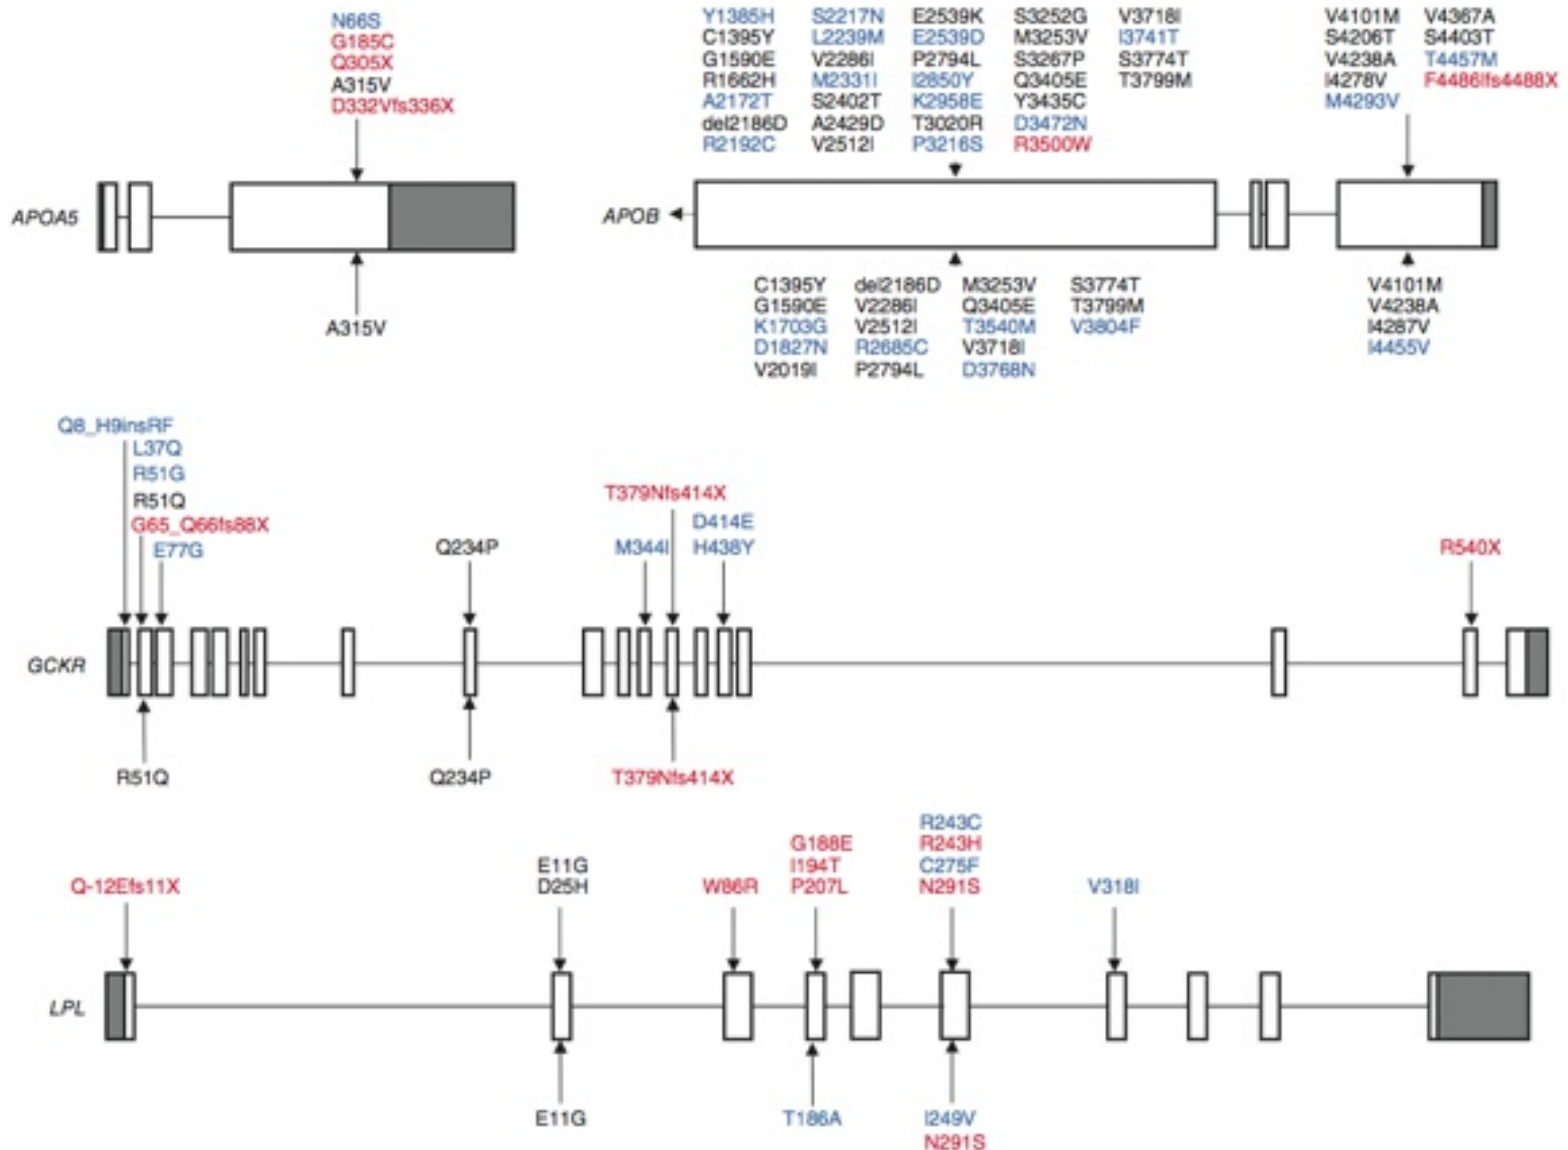 N66S
G185C
Q305X
A315V
D332Vfs336X
APOA5
A315V
Y1385H S2217N E2539K S3252G V3718I
C1395Y L2239M E2539D M3253V I3741T
G1590E V2286I P2794L S3267P S3774T
R1662H M2331I I2850Y Q3405E T3799M
A2172T S2402T K2958E Y3435C
del2186D A2429D T3020R D3472N
R2192C V2512I P3216S R3500W
V4101M V4367A
S4206T S4403T
V4238A T4457M
I4278V F4486Ifs4488X
M4293V
APOB
C1395Y del2186D M3253V S3774T
G1590E V2286I Q3405E T3799M
K1703G V2512I T3540M V3804F
D1827N R2685C V3718I
V2019I P2794L D3768N
V4101M
V4238A
I4287V
I4455V
Q8_H9insRF
L37Q
R51G
R51Q
G65_Q66fs88X
E77G
Q234P
T379Nfs414X
M344I
D414E
H438Y
R540X
GCKR
R51Q
Q234P
T379Nfs414X
Q-12Efs11X
E11G
D25H
W86R
G188E
I194T
P207L
R243C
R243H
C275F
N291S
V318I
LPL
E11G
T186A
I249V
N291S